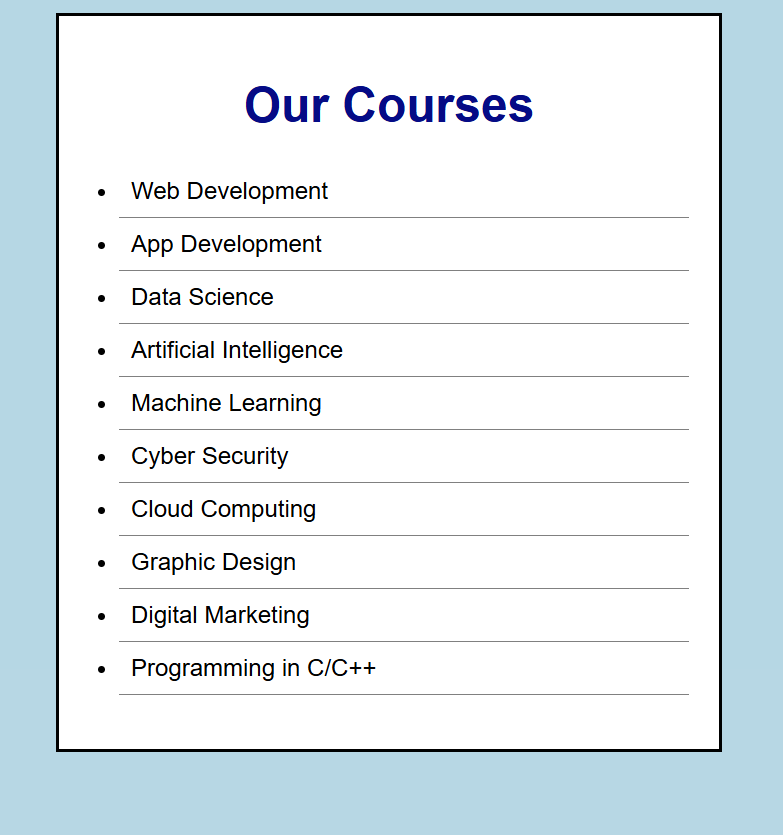 Our Courses
Web Development
App Development
Data Science
Artificial Intelligence
Machine Learning
Cyber Security
Cloud Computing
Graphic Design
Digital Marketing
Programming in C/C++